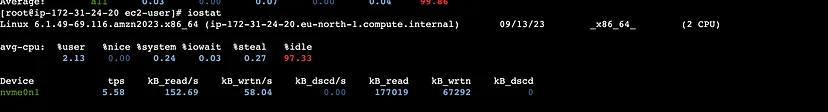 Average: all 0.03 0.00 0.07 0.00 0.04 99.86
[root@ip-172-31-24-20 ec2-user]# iostat
Linux 6.1.49-69.116.amzn2023.x86_64 (ip-172-31-24-20.eu-north-1.compute.internal) 09/13/23 _x86_64_ (2 CPU)
avg-cpu: %user %nice %system %iowait %steal %idle
2.13 0.00 0.24 0.03 0.27 97.33
Device tps kB_read/s kB_wrtn/s kB_dscd/s kB_read kB_wrtn kB_dscd
nvme0n1 5.58 152.69 58.04 0.00 177019 67292 0